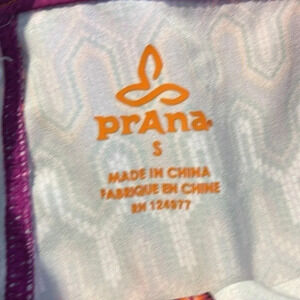 prAna
S
MADE IN CHINA
FABRIQUE EN CHINE
RN 124977